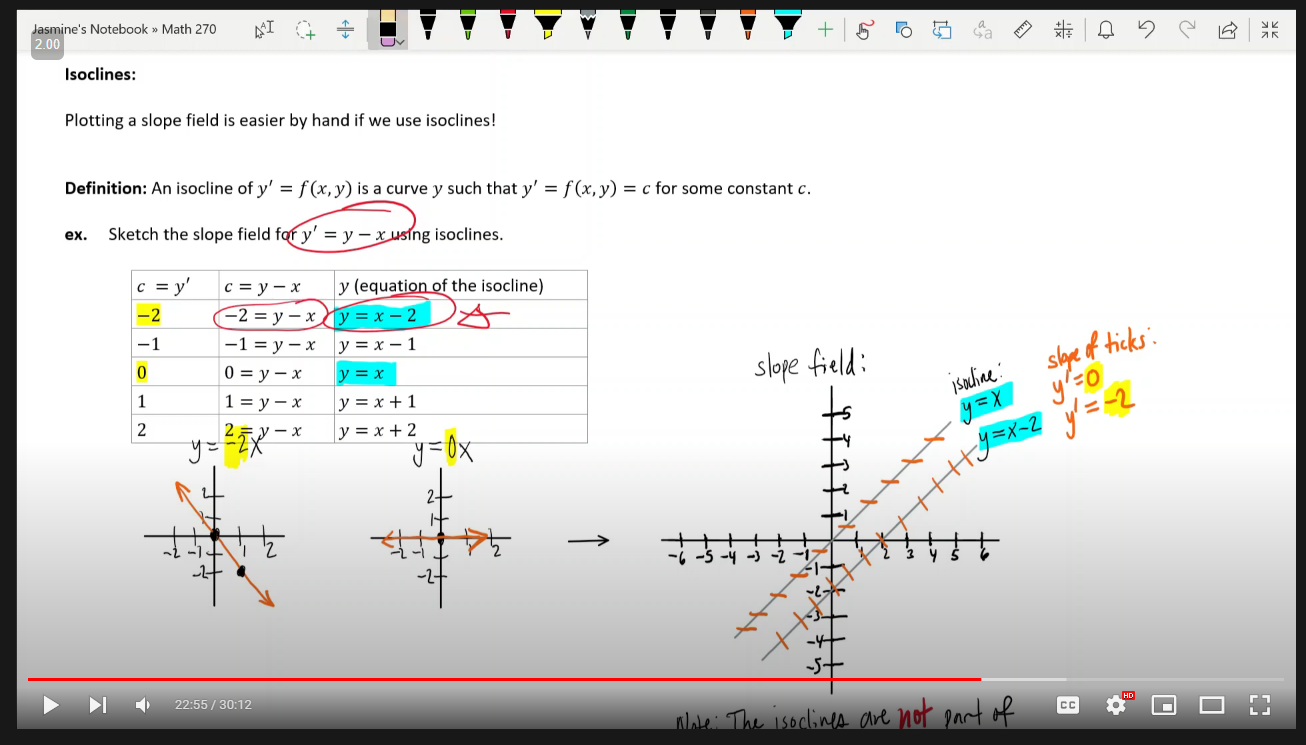 Jasmine's Notebook » Math 270
2.00
Isoclines:
Plotting a slope field is easier by hand if we use isoclines!
Definition: An isocline of y′ = f(x, y) is a curve y such that y′ = f(x, y) = c for some constant c.
ex. Sketch the slope field for y′ = y − x using isoclines.
c = y′ c = y − x y (equation of the isocline)
−2 −2 = y − x y = x − 2
−1 −1 = y − x y = x − 1
0 0 = y − x y = x
1 1 = y − x y = x + 1
2 2 = y − x y = x + 2
y = −2x
2
1
−2 −1 1 2
−2
y = 0x
2
1
−2 −1 1 2
−2
slope field:
isocline:
y = x
y = x−2
slope of ticks:
y′ = 0
y′ = −2
5
4
3
2
1
−6 −5 −4 −3 −2 −1 1 2 3 4 5 6
−1
−2
−3
−4
−5
Note: The isoclines are not part of
22:55 / 30:12
CC
HD